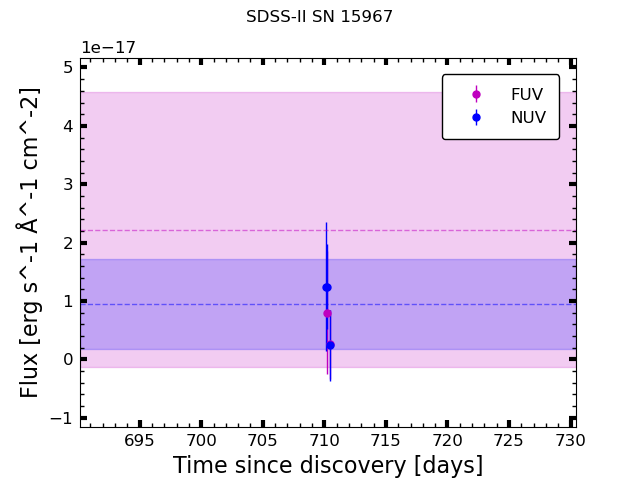 SDSS-II SN 15967
1e−17
FUV
NUV
5
4
3
2
1
0
−1
Flux [erg s^-1 Å^-1 cm^-2]
695 700 705 710 715 720 725 730
Time since discovery [days]